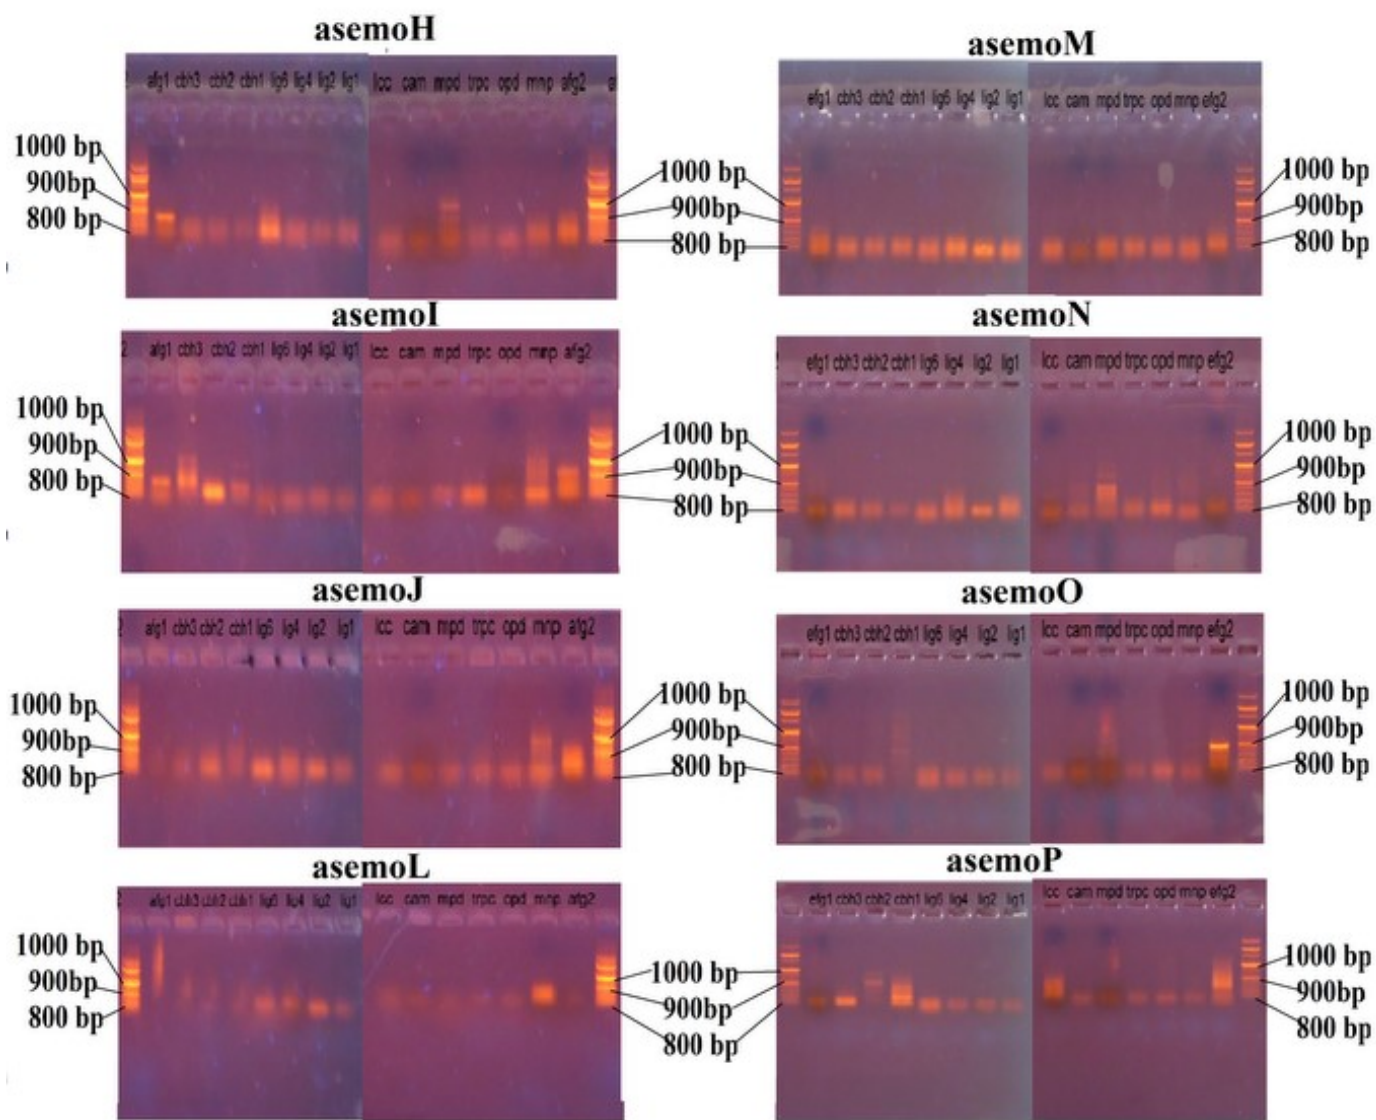 asemoH
afg1 cbh3 cbh2 cbh1 lig6 lig4 lig2 lig1 lcc cam mpd trpc opd mnp afg2
1000 bp
900bp
800 bp
1000 bp
900bp
800 bp
asemoM
efg1 cbh3 cbh2 cbh1 lig6 lig4 lig2 lig1 lcc cam mpd trpc opd mnp efg2
1000 bp
900bp
800 bp
asemoI
afg1 cbh3 cbh2 cbh1 lig6 lig4 lig2 lig1 lcc cam mpd trpc opd mnp afg2
1000 bp
900bp
800 bp
1000 bp
900bp
800 bp
asemoN
efg1 cbh3 cbh2 cbh1 lig6 lig4 lig2 lig1 lcc cam mpd trpc opd mnp efg2
1000 bp
900bp
800 bp
asemoJ
afg1 cbh3 cbh2 cbh1 lig6 lig4 lig2 lig1 lcc cam mpd trpc opd mnp afg2
1000 bp
900bp
800 bp
1000 bp
900bp
800 bp
asemoO
efg1 cbh3 cbh2 cbh1 lig6 lig4 lig2 lig1 lcc cam mpd trpc opd mnp efg2
1000 bp
900bp
800 bp
asemoL
afg1 cbh3 cbh2 cbh1 lig6 lig4 lig2 lig1 lcc cam mpd trpc opd mnp afg2
1000 bp
900bp
800 bp
1000 bp
900bp
800 bp
asemoP
efg1 cbh3 cbh2 cbh1 lig6 lig4 lig2 lig1 lcc cam mpd trpc opd mnp efg2
1000 bp
900bp
800 bp